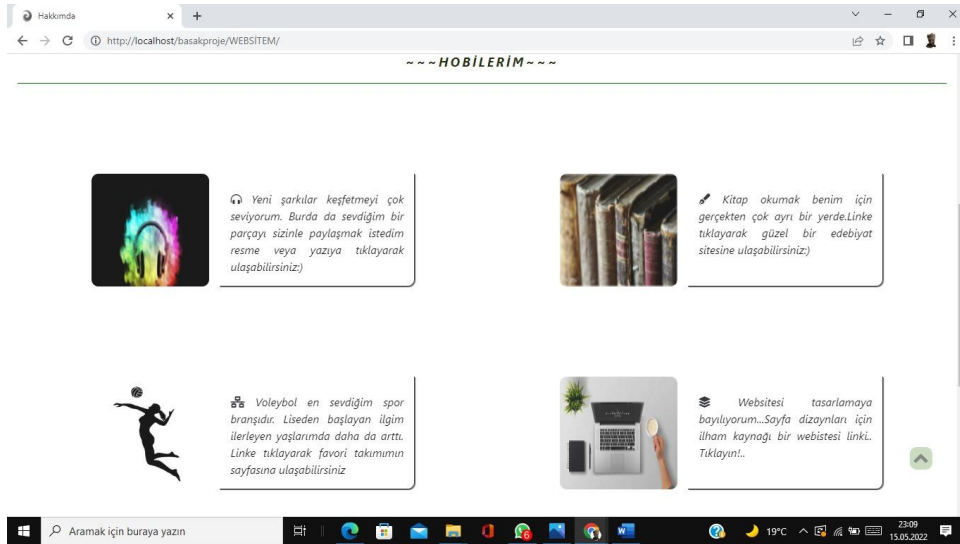 Hakkımda
http://localhost/basakproje/WEBSİTEM/
~~~HOBİLERİM~~~
Yeni şarkılar keşfetmeyi çok
seviyorum. Burda da sevdiğim bir
parçayı sizinle paylaşmak istedim
resme veya yazıya tıklayarak
ulaşabilirsiniz:)
Kitap okumak benim için
gerçekten çok ayrı bir yerde.Linke
tıklayarak güzel bir edebiyat
sitesine ulaşabilirsiniz:)
Voleybol en sevdiğim spor
branşıdır. Liseden başlayan ilgim
ilerleyen yaşlarımda daha da arttı.
Linke tıklayarak favori takımımın
sayfasına ulaşabilirsiniz
Websitesi tasarlamaya
bayılıyorum...Sayfa dizaynları için
ilham kaynağı bir webistesi linki..
Tıklayın!..
Aramak için buraya yazın
6
W
19°C
23:09
15.05.2022